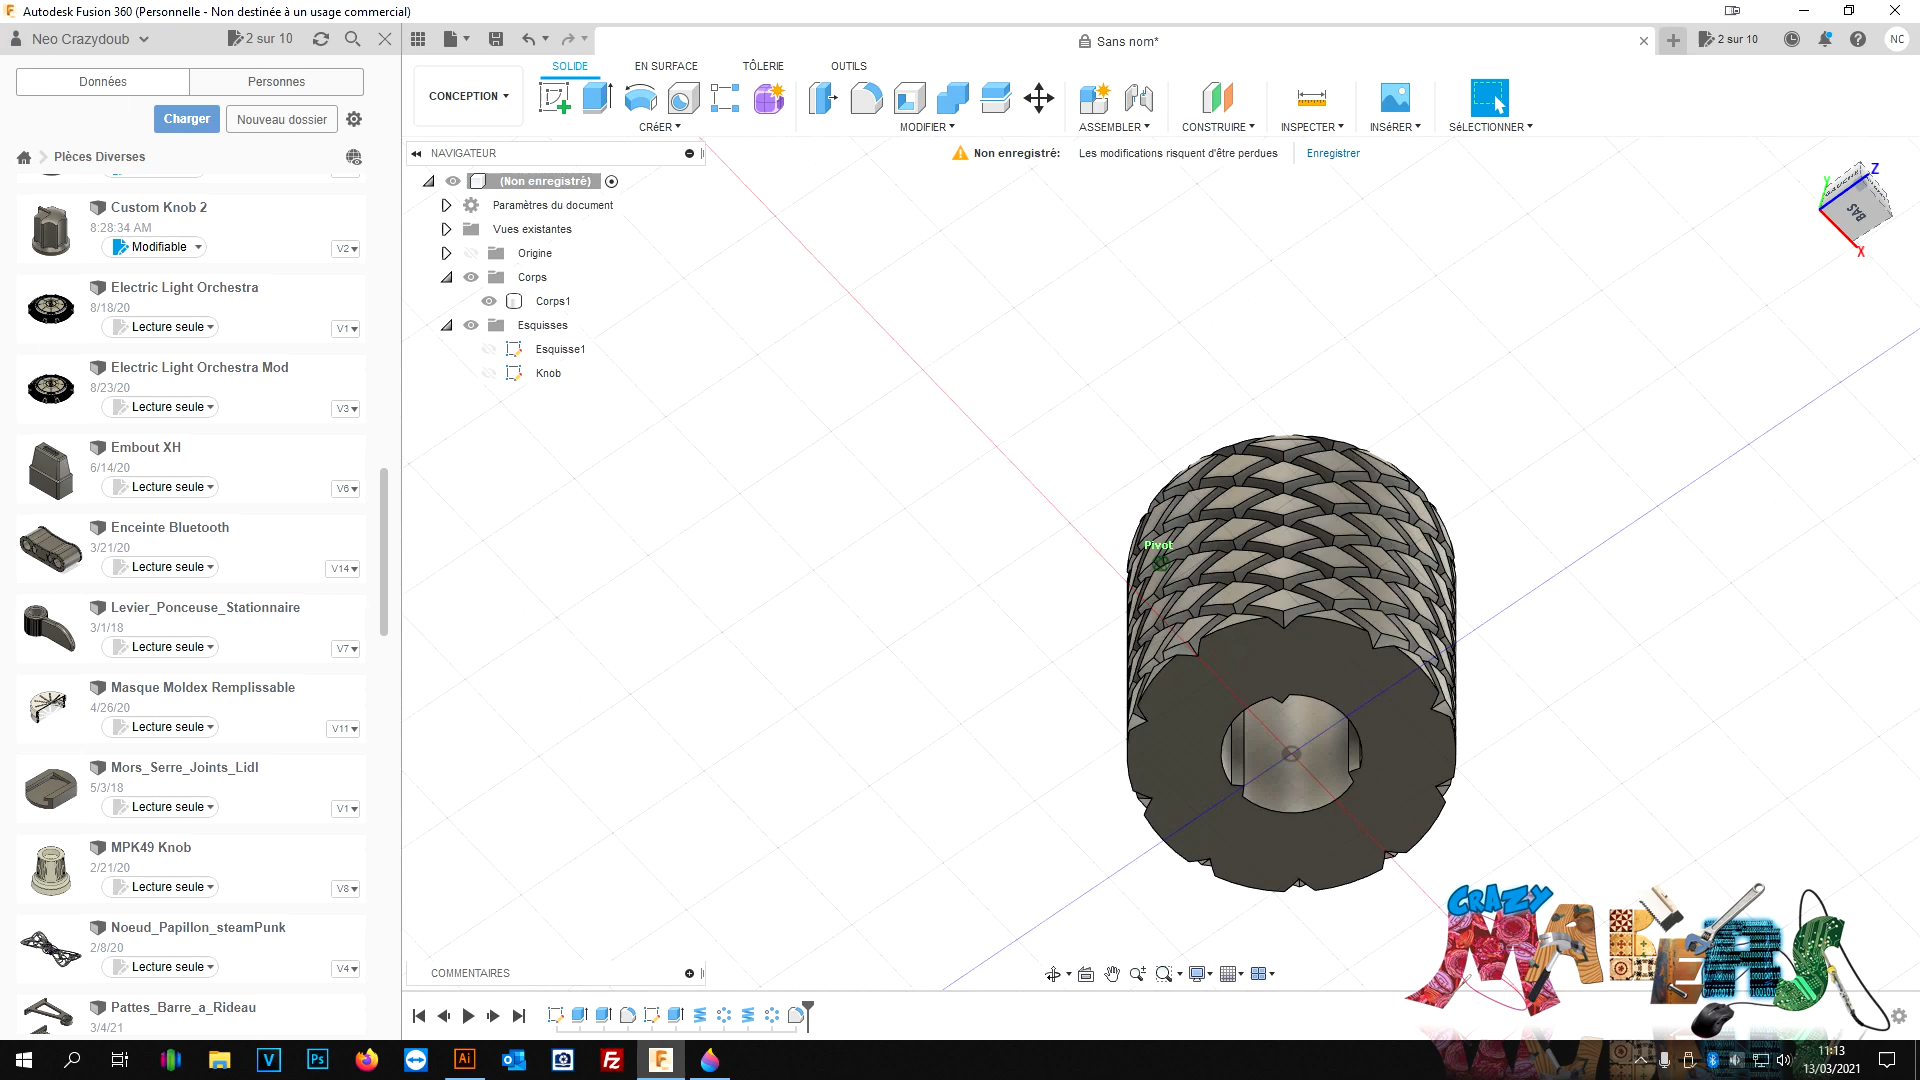 Autodesk Fusion 360 (Personnelle - Non destinée à un usage commercial)
Neo Crazydoub
2 sur 10
Sans nom*
2 sur 10
NC
Données
Personnes
SOLIDE
EN SURFACE
TÔLERIE
OUTILS
CONCEPTION
Charger
Nouveau dossier
CRéER
MODIFIER
ASSEMBLER
CONSTRUIRE
INSPECTER
INSéRER
SéLECTIONNER
Plèces Diverses
NAVIGATEUR
Non enregistré:
Les modifications risquent d'être perdues
Enregistrer
(Non enregistré)
Paramètres du document
Vues existantes
Origine
Corps
Corps1
Esquisses
Esquisse1
Knob
Custom Knob 2
8:28:34 AM
Modifiable
V2
Electric Light Orchestra
8/18/20
Lecture seule
V1
Electric Light Orchestra Mod
8/23/20
Lecture seule
V3
Embout XH
6/14/20
Lecture seule
V6
Enceinte Bluetooth
3/21/20
Lecture seule
V14
Levier_Ponceuse_Stationnaire
3/1/18
Lecture seule
V7
Masque Moldex Remplissable
4/26/20
Lecture seule
V11
Mors_Serre_Joints_Lidl
5/3/18
Lecture seule
V1
MPK49 Knob
2/21/20
Lecture seule
V8
Noeud_Papillon_steamPunk
2/8/20
Lecture seule
V4
Pattes_Barre_a_Rideau
3/4/21
Z
Y
BAS
X
Pivot
COMMENTAIRES
CRAZY
MAKERS
V
Ps
Ai
Fz
F
11:13
13/03/2021